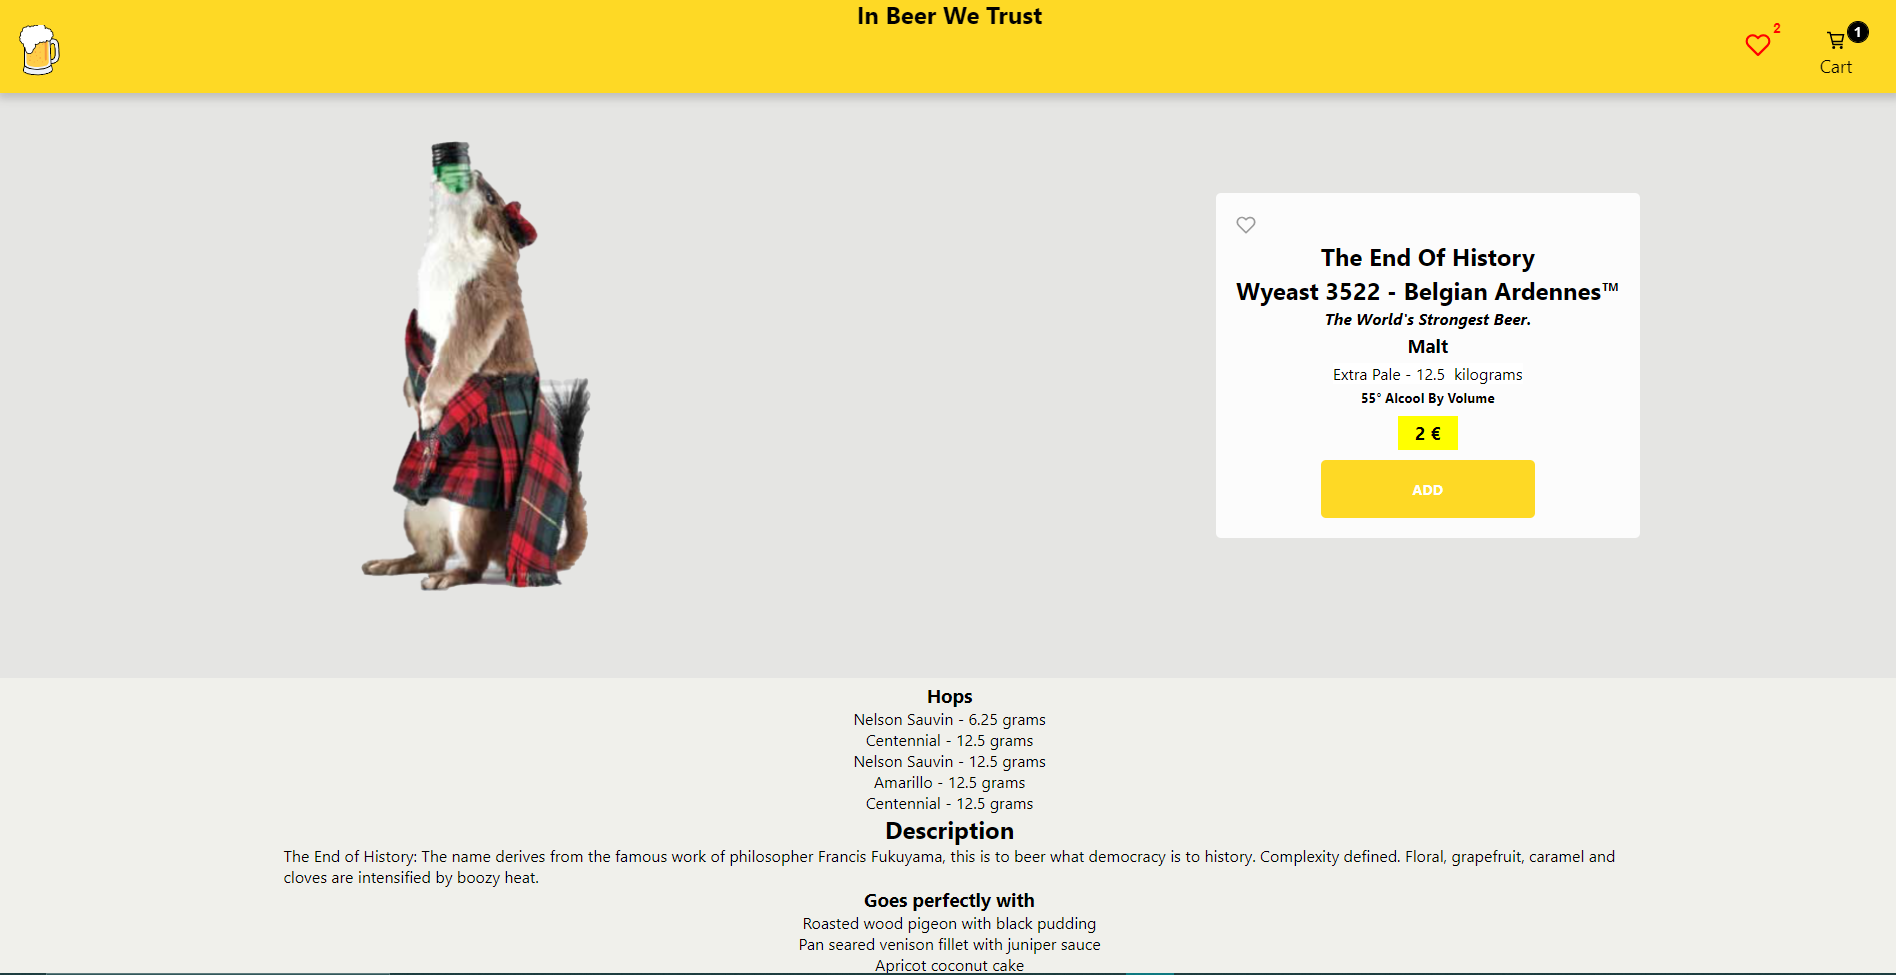 In Beer We Trust
2
1
Cart
The End Of History
Wyeast 3522 - Belgian Ardennes™
The World's Strongest Beer.
Malt
Extra Pale - 12.5 kilograms
55° Alcool By Volume
2 €
ADD
Hops
Nelson Sauvin - 6.25 grams
Centennial - 12.5 grams
Nelson Sauvin - 12.5 grams
Amarillo - 12.5 grams
Centennial - 12.5 grams
Description
The End of History: The name derives from the famous work of philosopher Francis Fukuyama, this is to beer what democracy is to history. Complexity defined. Floral, grapefruit, caramel and
cloves are intensified by boozy heat.
Goes perfectly with
Roasted wood pigeon with black pudding
Pan seared venison fillet with juniper sauce
Apricot coconut cake